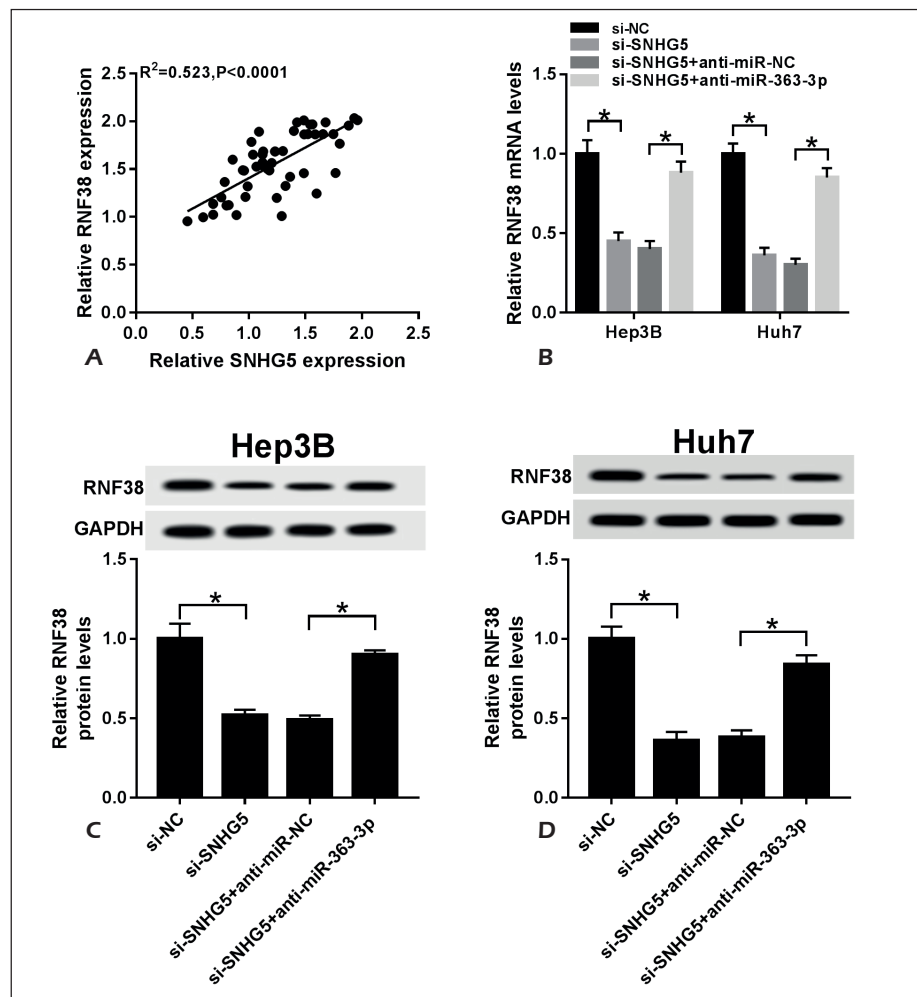 R²=0.523,P<0.0001
2.5
2.0
1.5
1.0
0.5
0.0
Relative RNF38 expression
0.0 0.5 1.0 1.5 2.0 2.5
Relative SNHG5 expression
A
si-NC
si-SNHG5
si-SNHG5+anti-miR-NC
si-SNHG5+anti-miR-363-3p
1.5
1.0
0.5
0.0
Relative RNF38 mRNA levels
* * * *
Hep3B Huh7
B
Hep3B
RNF38
GAPDH
1.5
1.0
0.5
0.0
Relative RNF38
protein levels
* *
si-NC
si-SNHG5
si-SNHG5+anti-miR-NC
si-SNHG5+anti-miR-363-3p
C
Huh7
RNF38
GAPDH
1.5
1.0
0.5
0.0
Relative RNF38
protein levels
* *
si-NC
si-SNHG5
si-SNHG5+anti-miR-NC
si-SNHG5+anti-miR-363-3p
D